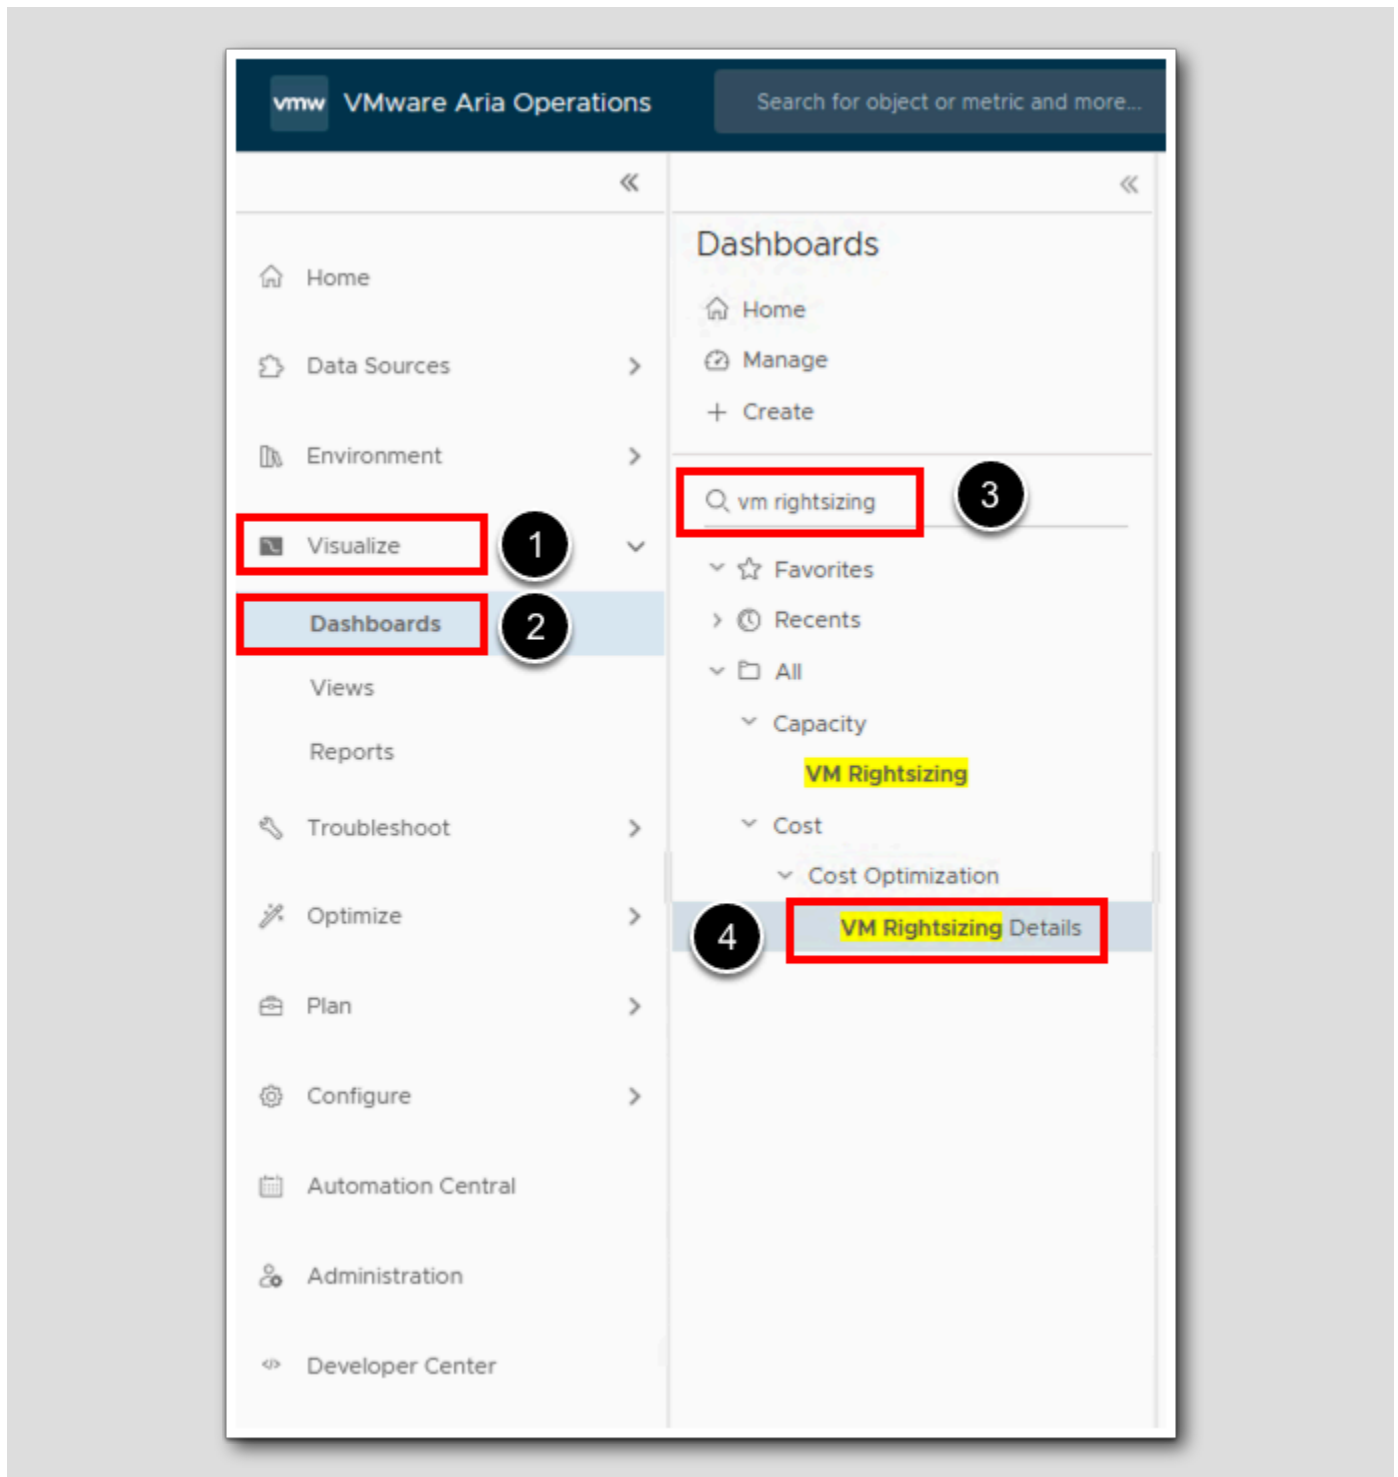 vmw VMware Aria Operations
Search for object or metric and more...
Home
Data Sources
Environment
Visualize
1
Dashboards
2
Views
Reports
Troubleshoot
Optimize
Plan
Configure
Automation Central
Administration
Developer Center
Dashboards
Home
Manage
Create
vm rightsizing
3
Favorites
Recents
All
Capacity
VM Rightsizing
Cost
Cost Optimization
4
VM Rightsizing Details